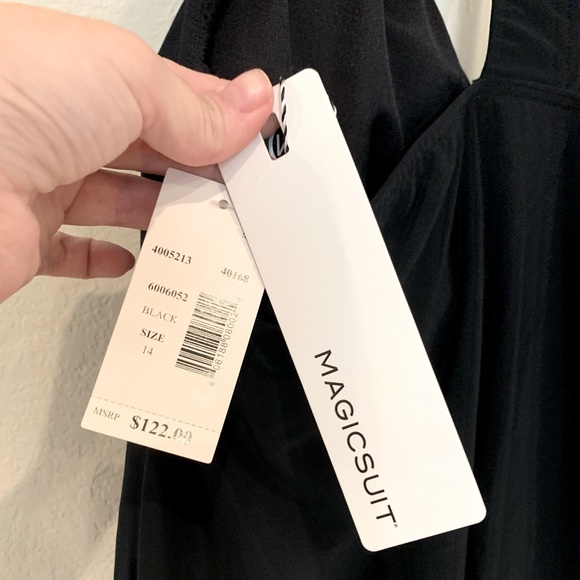 4005213
40168
6006052
BLACK
SIZE
14
MSRP $122.00
MAGICSUIT®